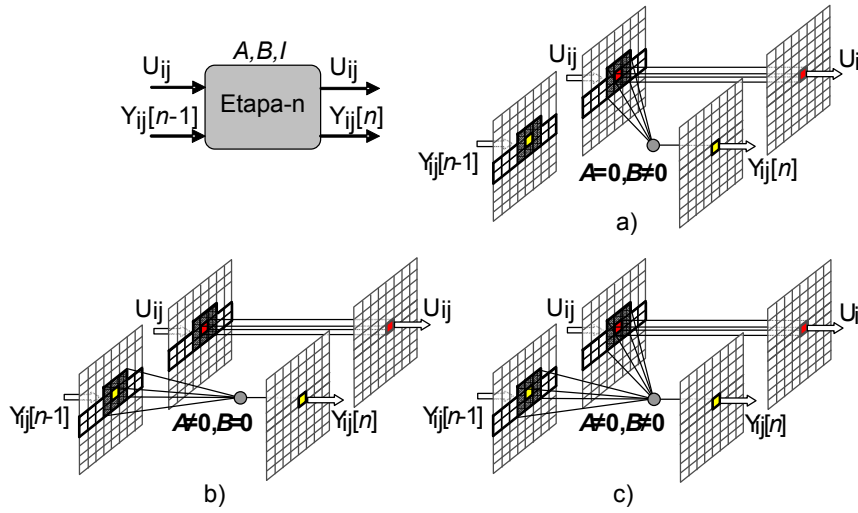 A,B,I
Uij
Uij
Etapa-n
Yij[n-1]
Yij[n]
Uij
Ui
Yij[n-1]
A=0,B≠0
Yij[n]
a)
Uij
Uij
Yij[n-1]
A≠0,B=0
Yij[n]
b)
Uij
Ui
Yij[n-1]
A≠0,B≠0
Yij[n]
c)